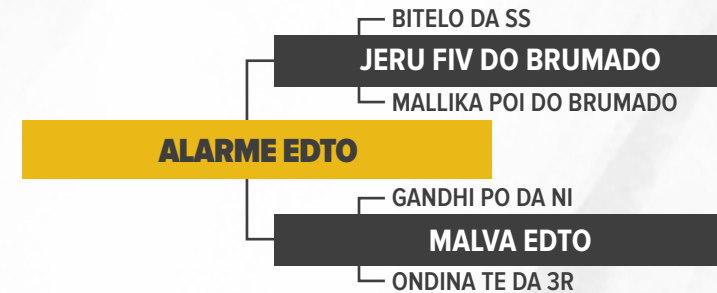 BITELO DA SS
JERU FIV DO BRUMADO
MALLIKA POI DO BRUMADO
ALARME EDTO
GANDHI PO DA NI
MALVA EDTO
ONDINA TE DA 3R